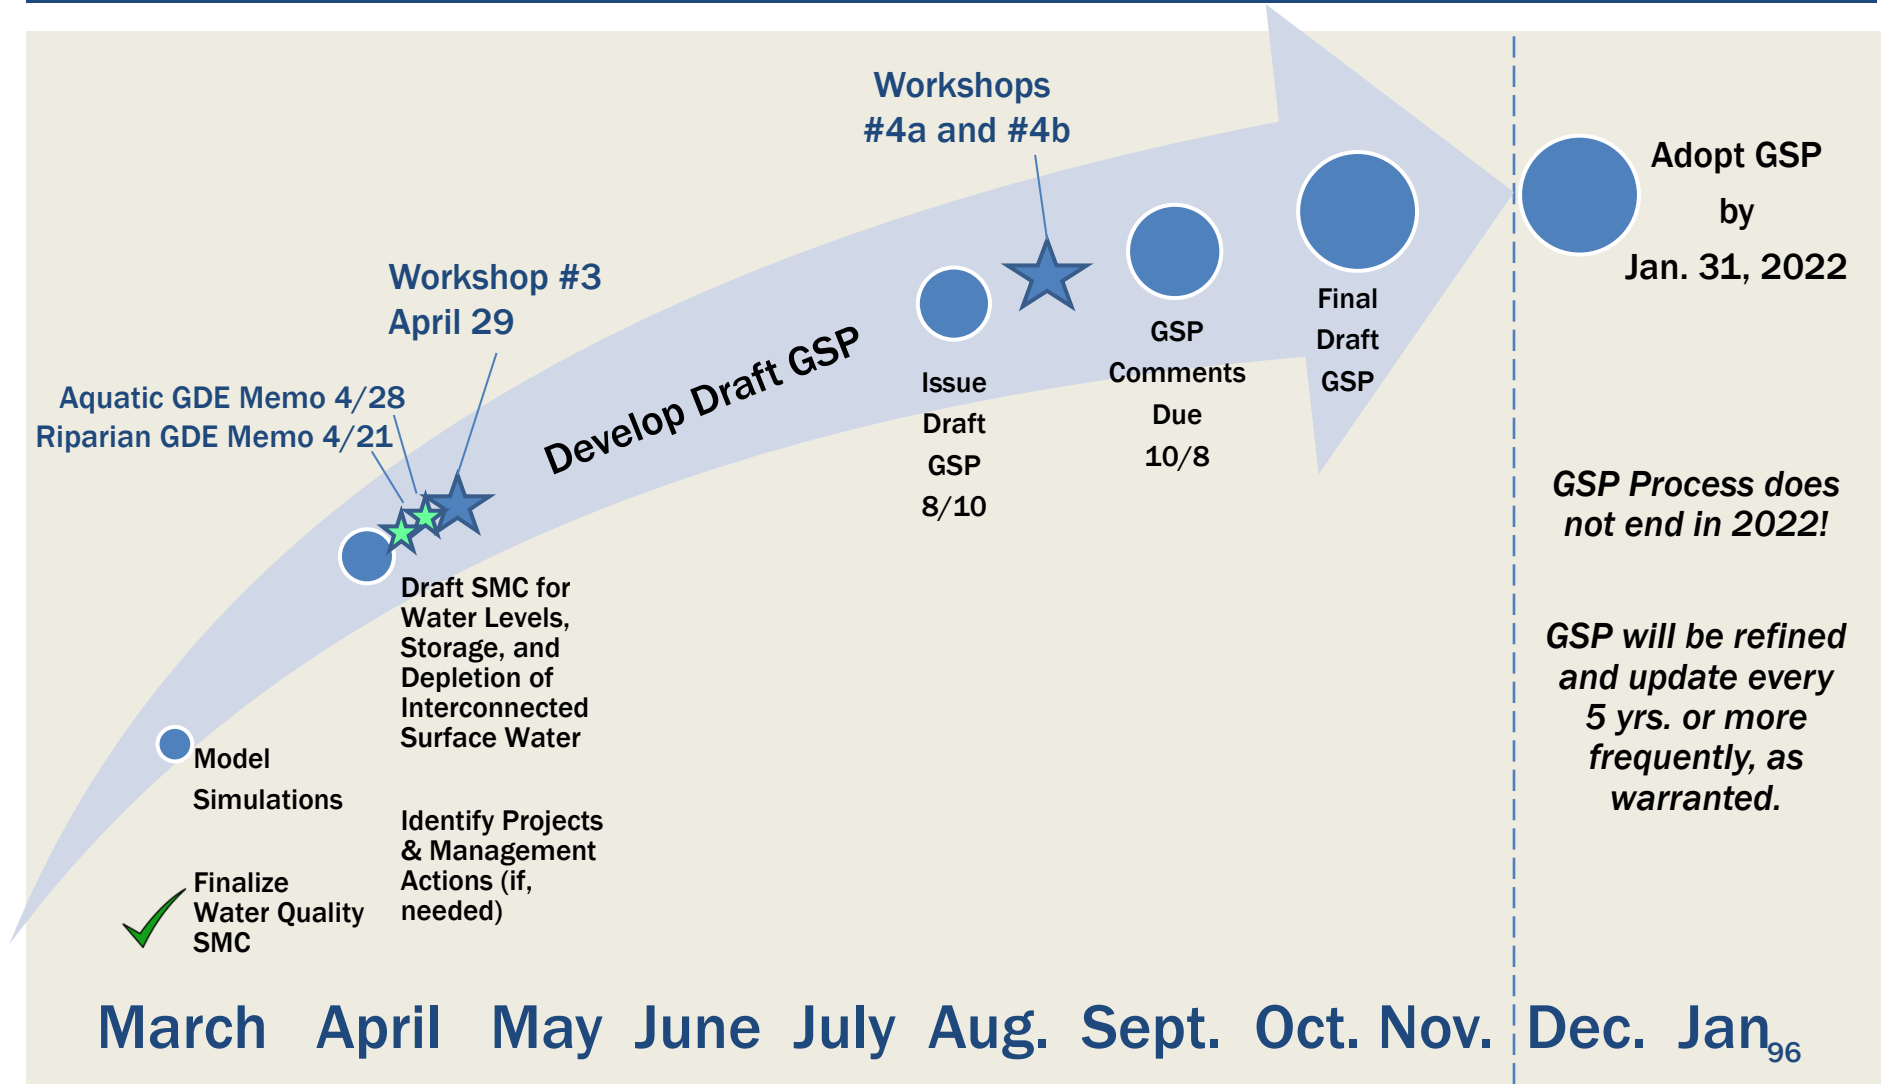 Workshops
#4a and #4b
Adopt GSP
by
Jan. 31, 2022
Workshop #3
April 29
Aquatic GDE Memo 4/28
Riparian GDE Memo 4/21
Develop Draft GSP
Issue
Draft
GSP
8/10
GSP
Comments
Due
10/8
Final
Draft
GSP
GSP Process does
not end in 2022!
GSP will be refined
and update every
5 yrs. or more
frequently, as
warranted.
Draft SMC for
Water Levels,
Storage, and
Depletion of
Interconnected
Surface Water
Identify Projects
& Management
Actions (if,
needed)
Model
Simulations
Finalize
Water Quality
SMC
March April May June July Aug. Sept. Oct. Nov. Dec. Jan
96